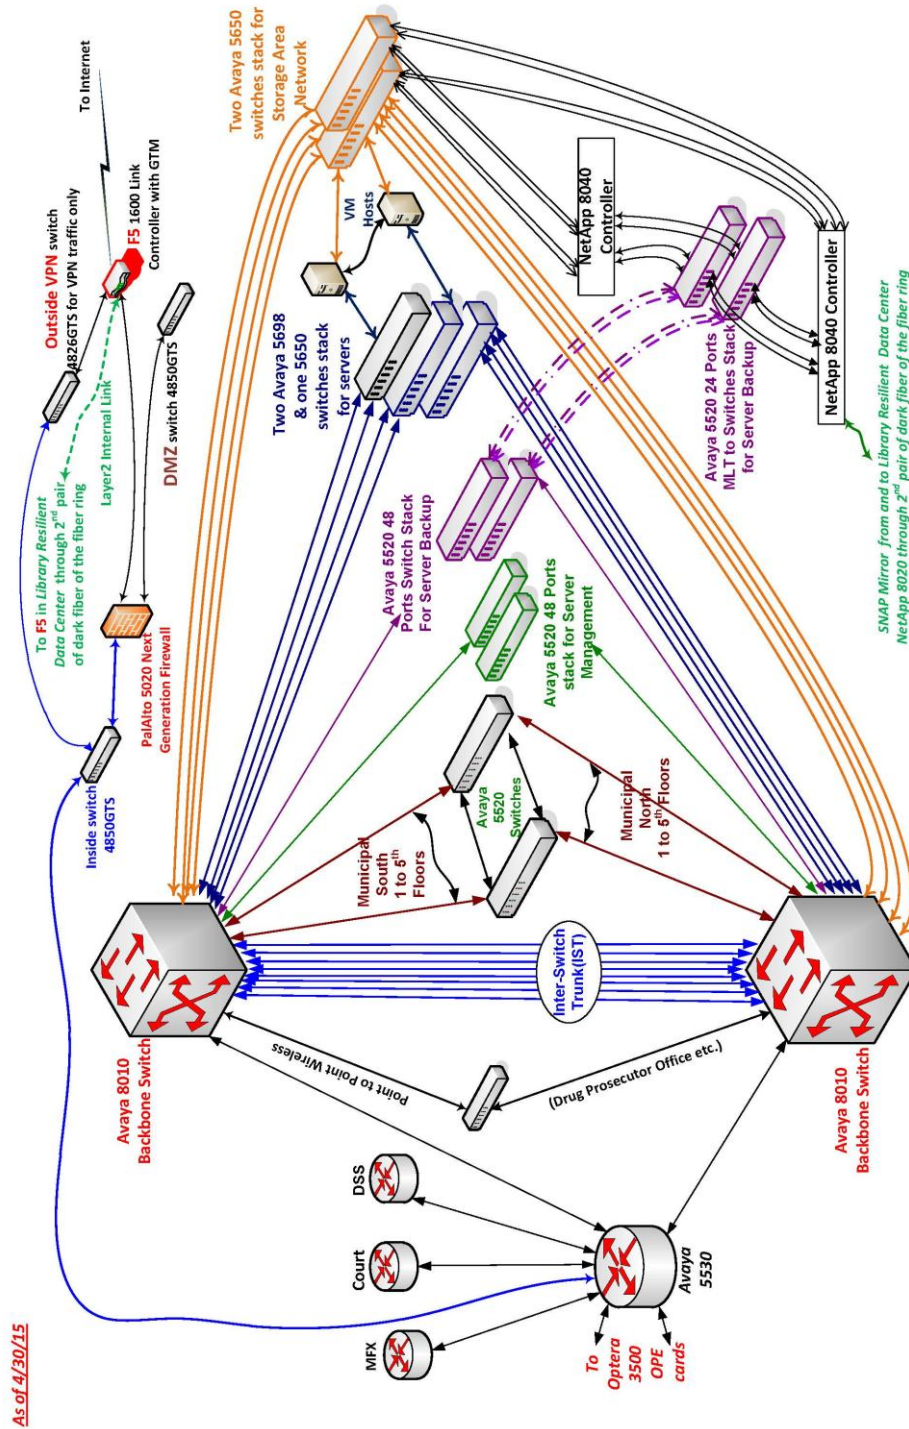 As of 4/30/15
To Internet
Outside VPN switch
4826GTS for VPN traffic only
F5 1600 Link
Controller with GTM
To F5 in Library Resilient
Data Center through 2nd pair
of dark fiber of the fiber ring
Layer2 Internal Link
DMZ switch 4850GTS
PalAlto 5020 Next
Generation Firewall
Inside switch
4850GTS
Two Avaya 5650
switches stack for
Storage Area
Network
VM
Hosts
Two Avaya 5698
& one 5650
switches stack
for servers
Avaya 5520 48
Ports Switch Stack
For Server Backup
Avaya 5520 48 Ports
stack for Server
Management
NetApp 8040
Controller
Avaya 5520 24 Ports
MLT to Switches Stack
for Server Backup
NetApp 8040 Controller
SNAP Mirror from and to Library Resilient Data Center
NetApp 8020 through 2nd pair of dark fiber of the fiber ring
Municipal
South
1 to 5th
Floors
Avaya
5520
Switches
Municipal
North
1 to 5th Floors
Inter-Switch
Trunk(IST)
Avaya 8010
Backbone Switch
Avaya 8010
Backbone Switch
Point to Point Wireless
(Drug Prosecutor Office etc.)
DSS
Court
MFX
Avaya
5530
To
Optera
3500
OPE
cards